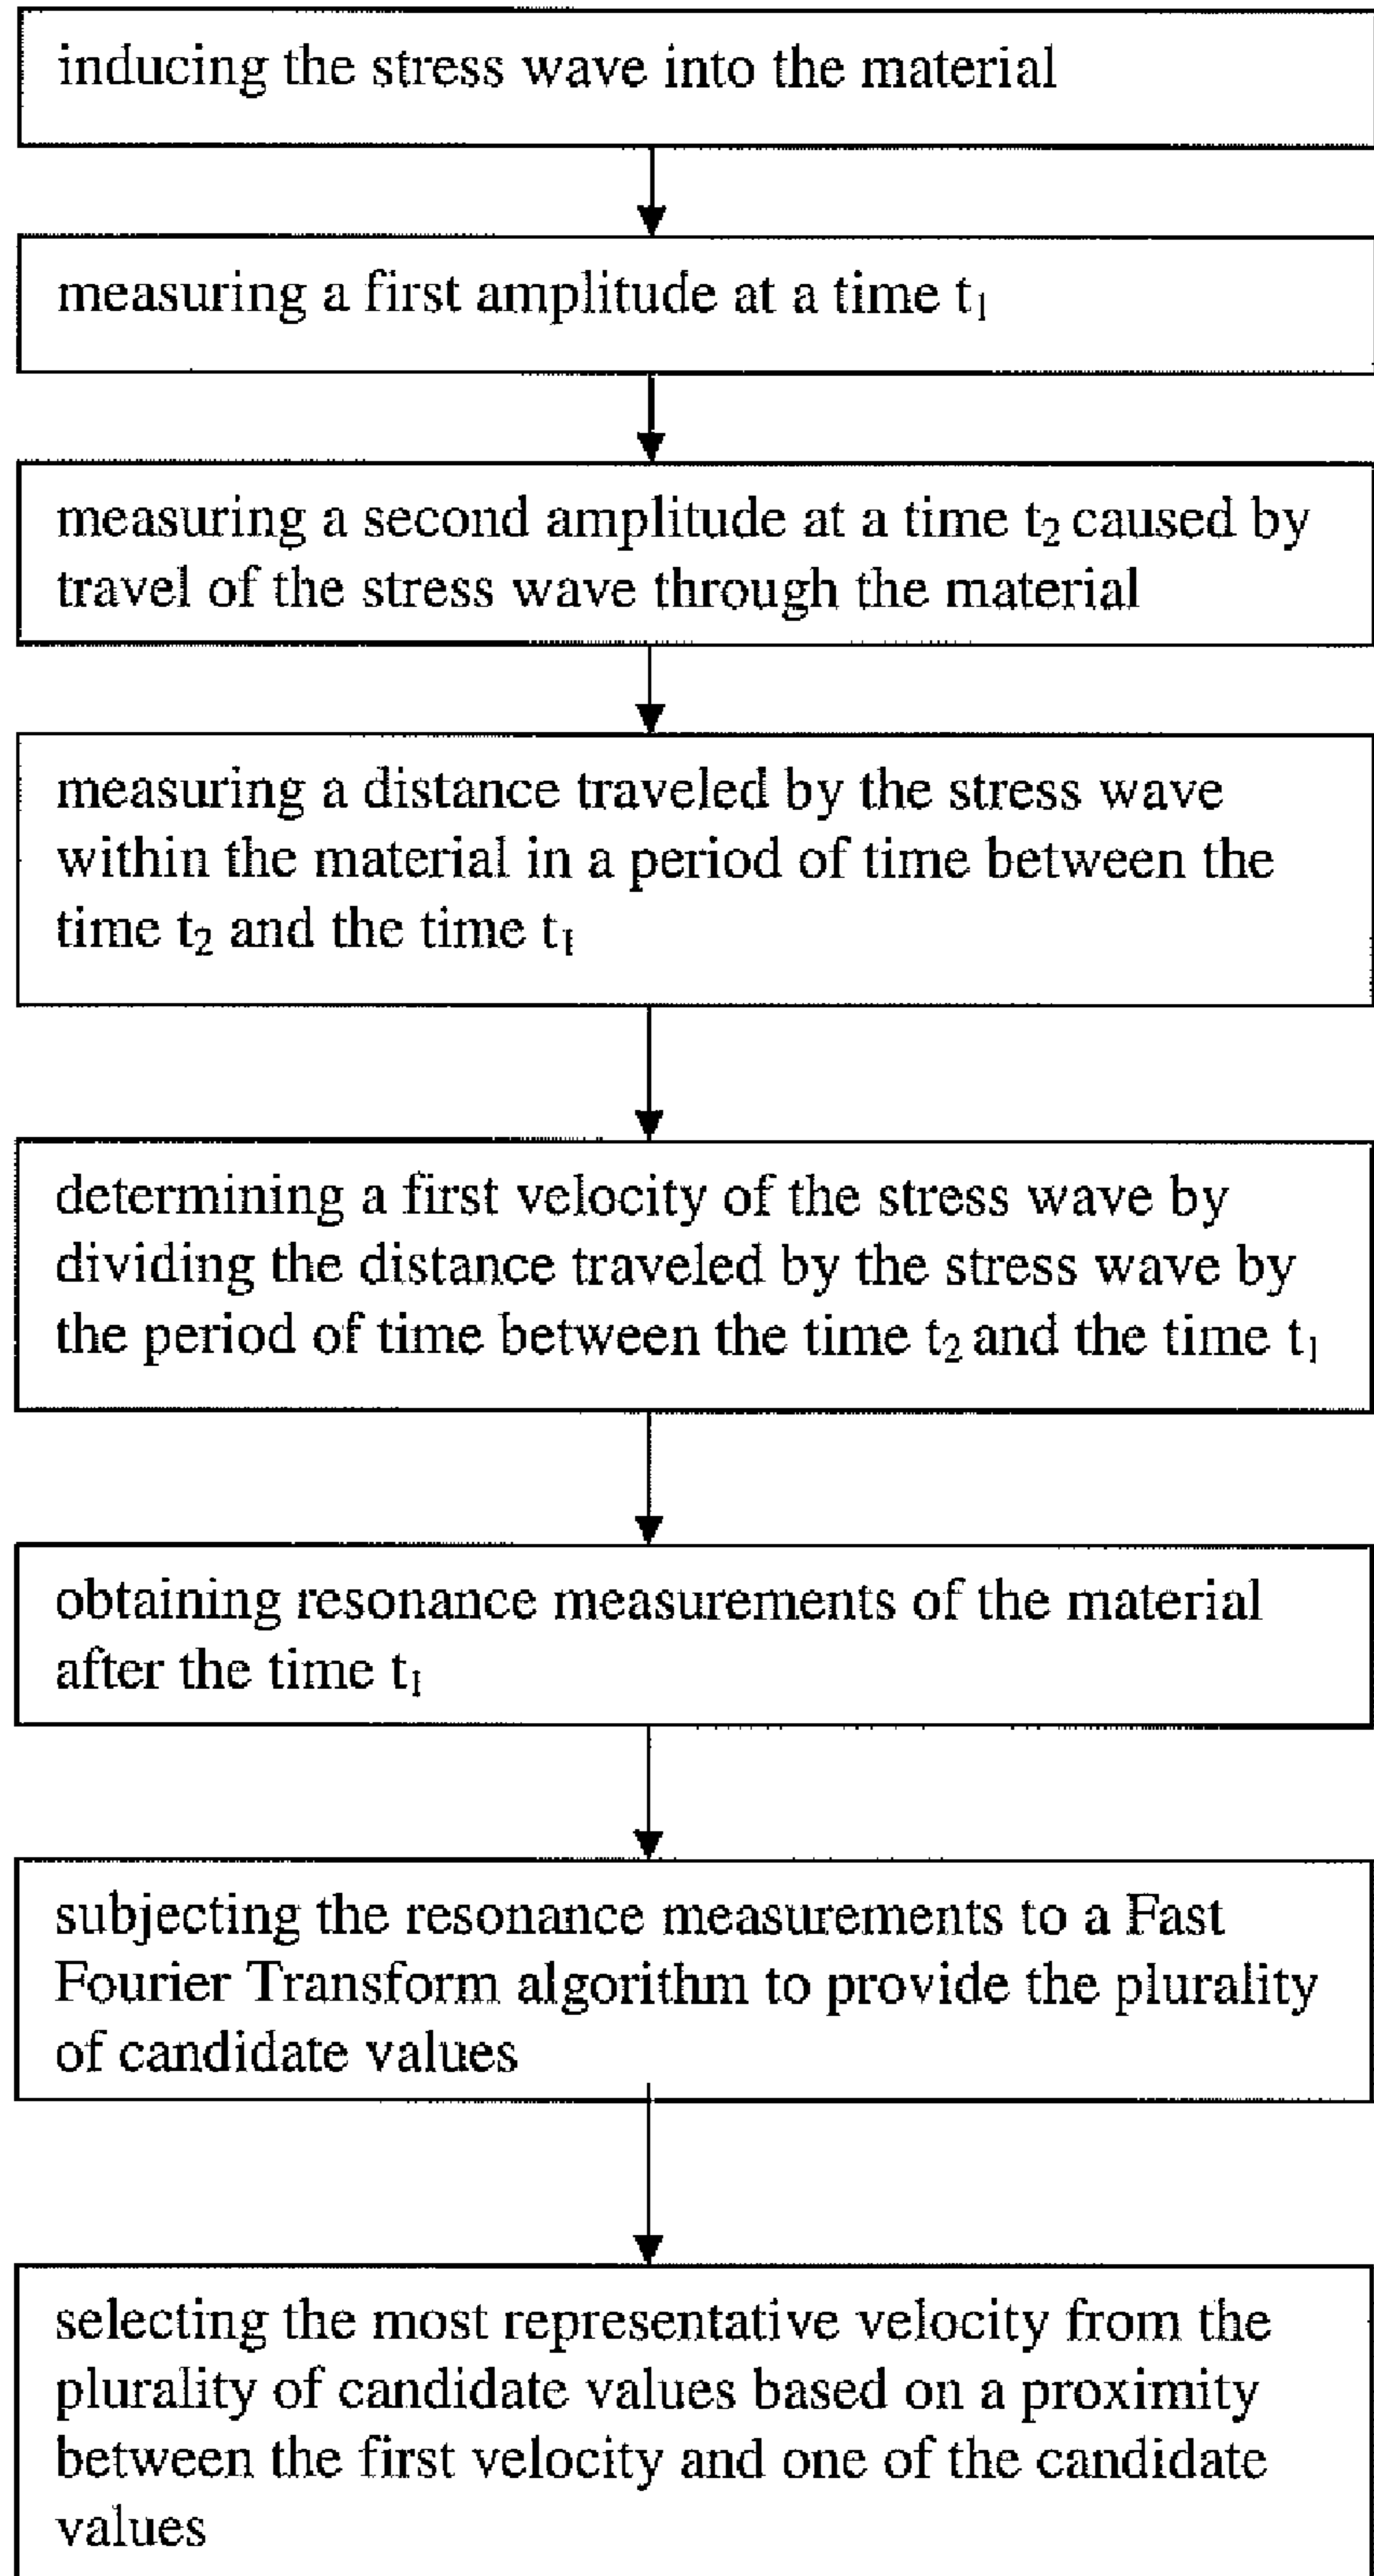 inducing the stress wave into the material
measuring a first amplitude at a time t₁
measuring a second amplitude at a time t₂ caused by
travel of the stress wave through the material
measuring a distance traveled by the stress wave
within the material in a period of time between the
time t₂ and the time t₁
determining a first velocity of the stress wave by
dividing the distance traveled by the stress wave by
the period of time between the time t₂ and the time t₁
obtaining resonance measurements of the material
after the time t₁
subjecting the resonance measurements to a Fast
Fourier Transform algorithm to provide the plurality
of candidate values
selecting the most representative velocity from the
plurality of candidate values based on a proximity
between the first velocity and one of the candidate
values